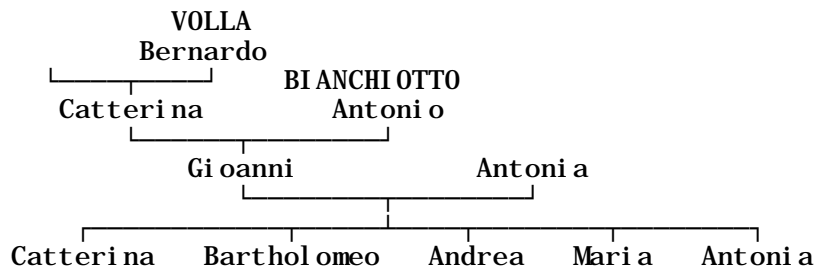 VOLLA
Bernardo
BIANCHIOTTO
Catterina Antonio
Gioanni Antonia
Catterina Bartholomeo Andrea Maria Antonia